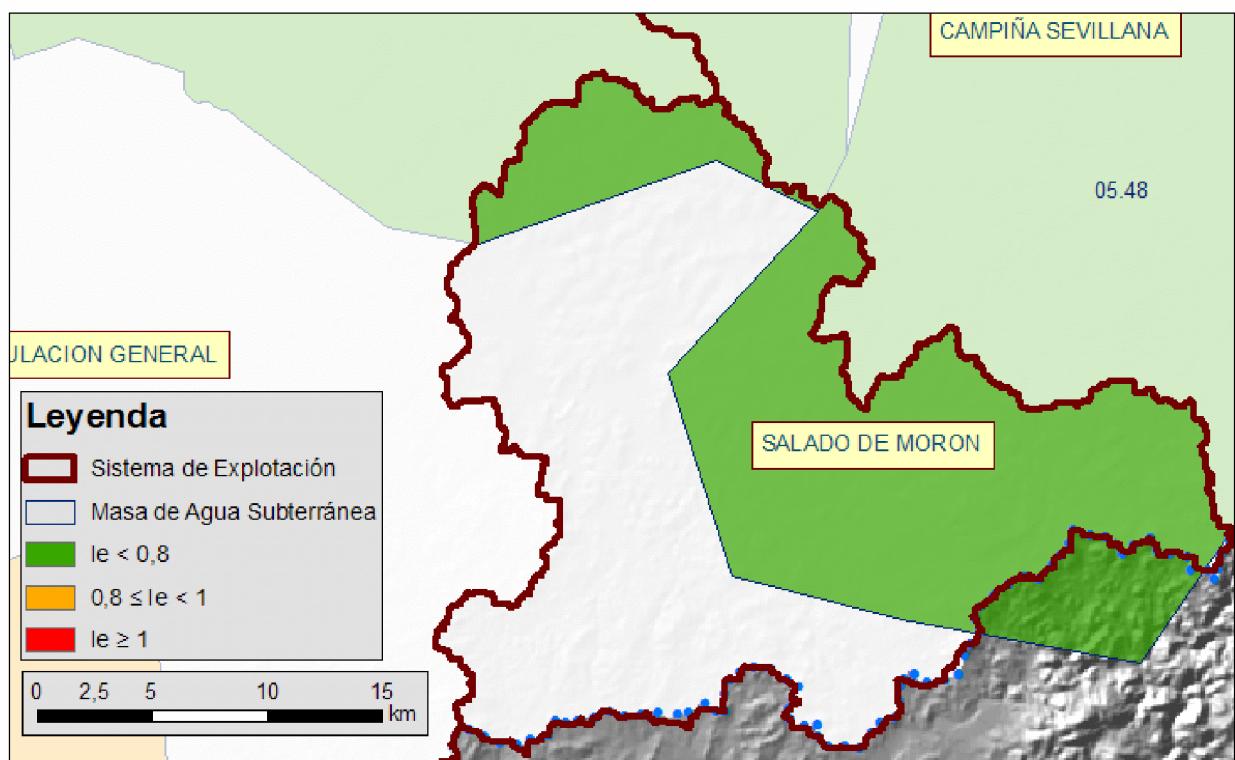 CAMPIÑA SEVILLANA
05.48
ULACION GENERAL
SALADO DE MORON
Leyenda
Sistema de Explotación
Masa de Agua Subterránea
Ie < 0,8
0,8 ≤ Ie < 1
Ie ≥ 1
0 2,5 5 10 15
km